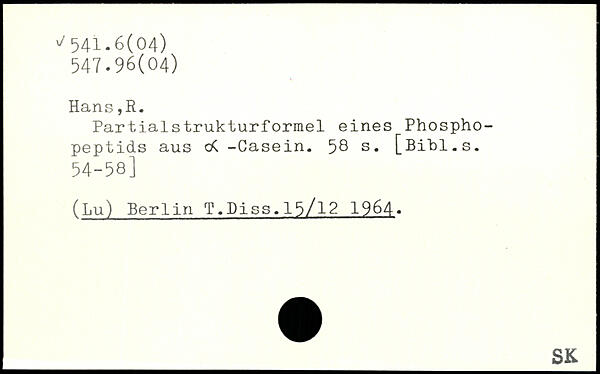 ✓ 541.6(04)
547.96(04)
Hans,R.
Partialstrukturformel eines Phospho-
peptids aus α -Casein. 58 s. [Bibl.s.
54-58]
(Lu) Berlin T.Diss.15/12 1964.
SK